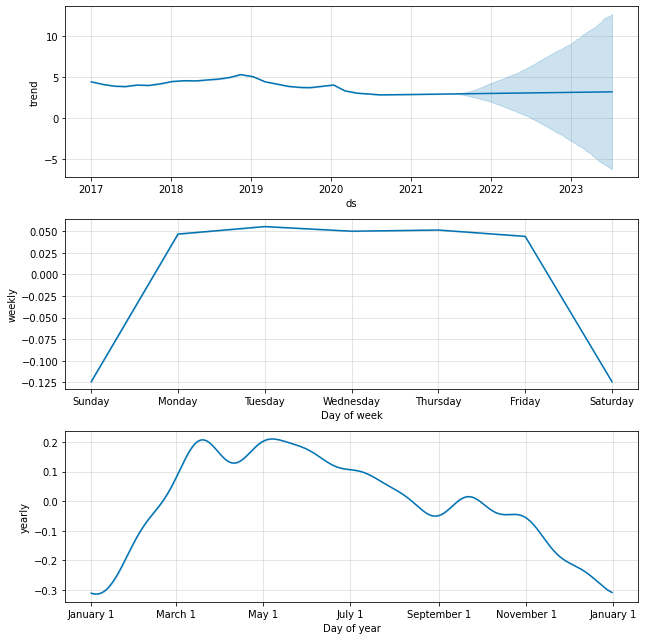 10
5
0
−5
trend
2017 2018 2019 2020 2021 2022 2023
ds
0.050
0.025
0.000
−0.025
−0.050
−0.075
−0.100
−0.125
weekly
Sunday Monday Tuesday Wednesday Thursday Friday Saturday
Day of week
0.2
0.1
0.0
−0.1
−0.2
−0.3
yearly
January 1 March 1 May 1 July 1 September 1 November 1 January 1
Day of year